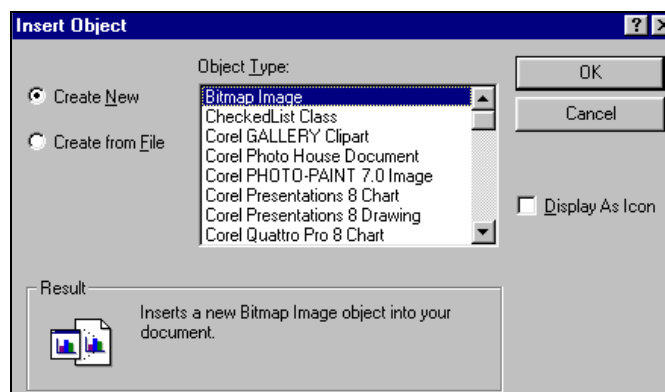 Insert Object
Object Type:
Create New
Create from File
Bitmap Image
CheckedList Class
Corel GALLERY Clipart
Corel Photo House Document
Corel PHOTO-PAINT 7.0 Image
Corel Presentations 8 Chart
Corel Presentations 8 Drawing
Corel Quattro Pro 8 Chart
OK
Cancel
Display As Icon
Result
Inserts a new Bitmap Image object into your
document.